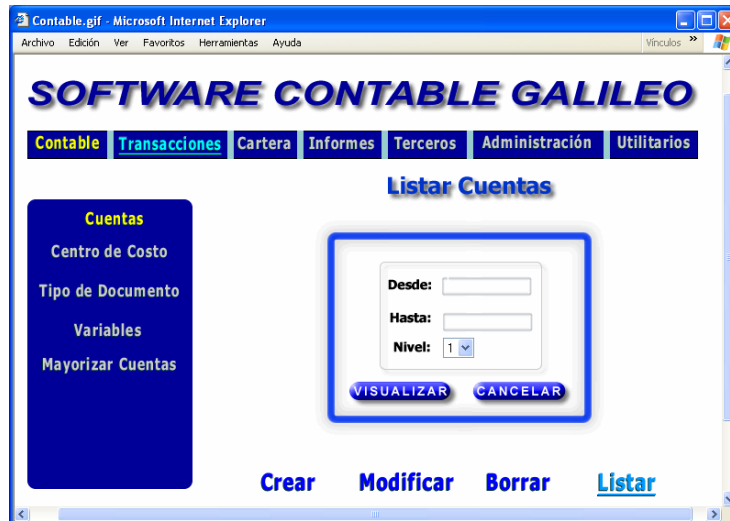 Contable.gif - Microsoft Internet Explorer
Archivo Edición Ver Favoritos Herramientas Ayuda Vínculos »
SOFTWARE CONTABLE GALILEO
Contable Transacciones Cartera Informes Terceros Administración Utilitarios
Listar Cuentas
Cuentas
Centro de Costo
Tipo de Documento
Variables
Mayorizar Cuentas
Desde:
Hasta:
Nivel: 1
VISUALIZAR CANCELAR
Crear Modificar Borrar Listar